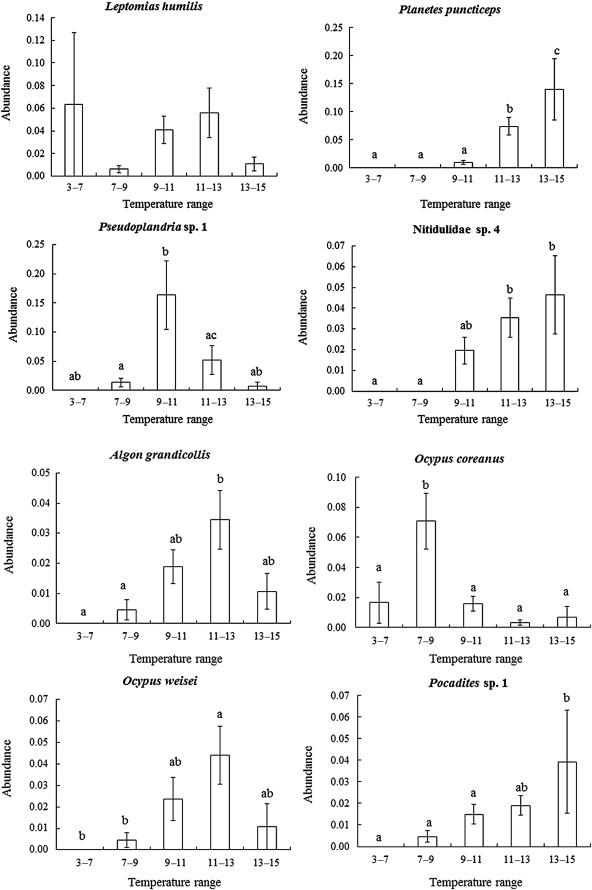 Leptomias humilis
0.14
0.12
0.10
0.08
0.06
0.04
0.02
0.00
Abundance
3–7 7–9 9–11 11–13 13–15
Temperature range
Planetes puncticeps
0.25
0.20
0.15
0.10
0.05
0.00
Abundance
a a a b c
3–7 7–9 9–11 11–13 13–15
Temperature range
Pseudoplandria sp. 1
0.25
0.20
0.15
0.10
0.05
0.00
Abundance
ab a b ac ab
3–7 7–9 9–11 11–13 13–15
Temperature range
Nitidulidae sp. 4
0.07
0.06
0.05
0.04
0.03
0.02
0.01
0.00
Abundance
a a ab b b
3–7 7–9 9–11 11–13 13–15
Temperature range
Algon grandicollis
0.05
0.04
0.03
0.02
0.01
0.00
Abundance
a a ab b ab
3–7 7–9 9–11 11–13 13–15
Temperature range
Ocypus coreanus
0.10
0.08
0.06
0.04
0.02
0.00
Abundance
a b a a a
3–7 7–9 9–11 11–13 13–15
Temperature range
Ocypus weisei
0.07
0.06
0.05
0.04
0.03
0.02
0.01
0.00
Abundance
b b ab a ab
3–7 7–9 9–11 11–13 13–15
Temperature range
Pocadites sp. 1
0.07
0.06
0.05
0.04
0.03
0.02
0.01
0.00
Abundance
a a a ab b
3–7 7–9 9–11 11–13 13–15
Temperature range